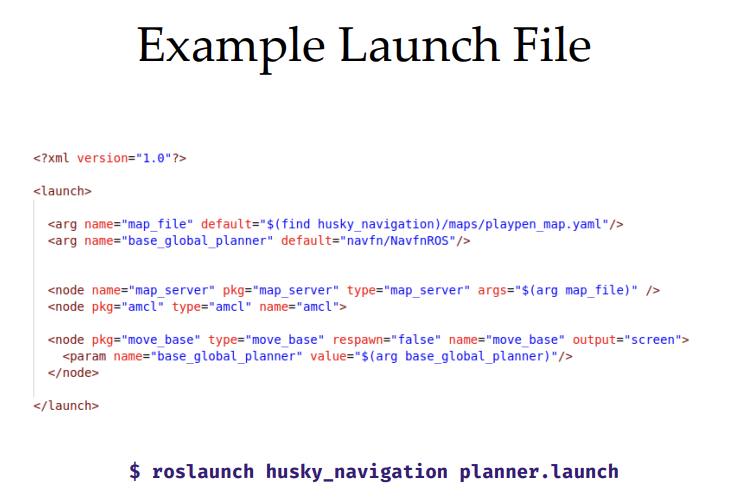 Example Launch File
<?xml version="1.0"?>
<launch>
<arg name="map_file" default="$(find husky_navigation)/maps/playpen_map.yaml"/>
<arg name="base_global_planner" default="navfn/NavfnROS"/>
<node name="map_server" pkg="map_server" type="map_server" args="$(arg map_file)" />
<node pkg="amcl" type="amcl" name="amcl">
<node pkg="move_base" type="move_base" respawn="false" name="move_base" output="screen">
<param name="base_global_planner" value="$(arg base_global_planner)"/>
</node>
</launch>
$ roslaunch husky_navigation planner.launch